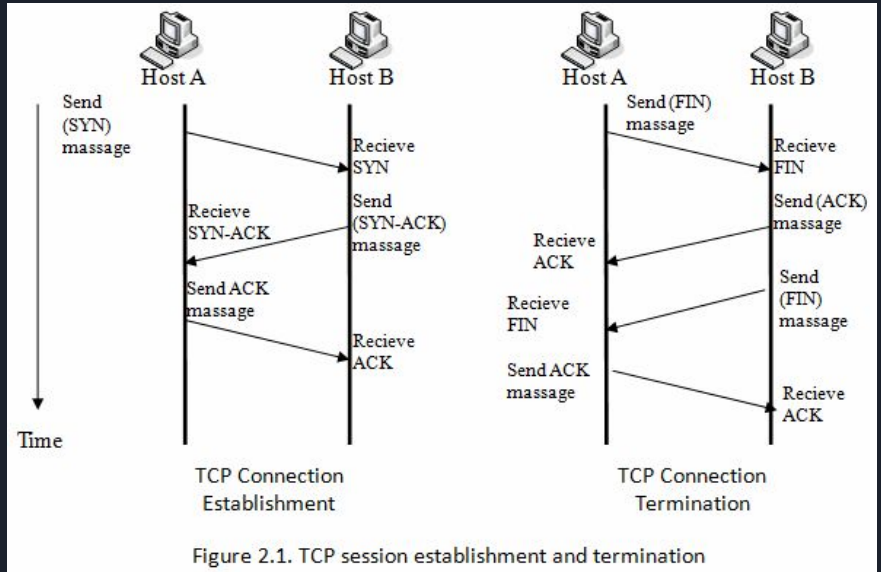 Host A
Host B
Send
(SYN)
massage
Recieve
SYN
Send
(SYN-ACK)
massage
Recieve
SYN-ACK
Send ACK
massage
Recieve
ACK
Time
TCP Connection
Establishment
Host A
Host B
Send (FIN)
massage
Recieve
FIN
Send (ACK)
massage
Recieve
ACK
Send
(FIN)
massage
Recieve
FIN
Send ACK
massage
Recieve
ACK
TCP Connection
Termination
Figure 2.1. TCP session establishment and termination